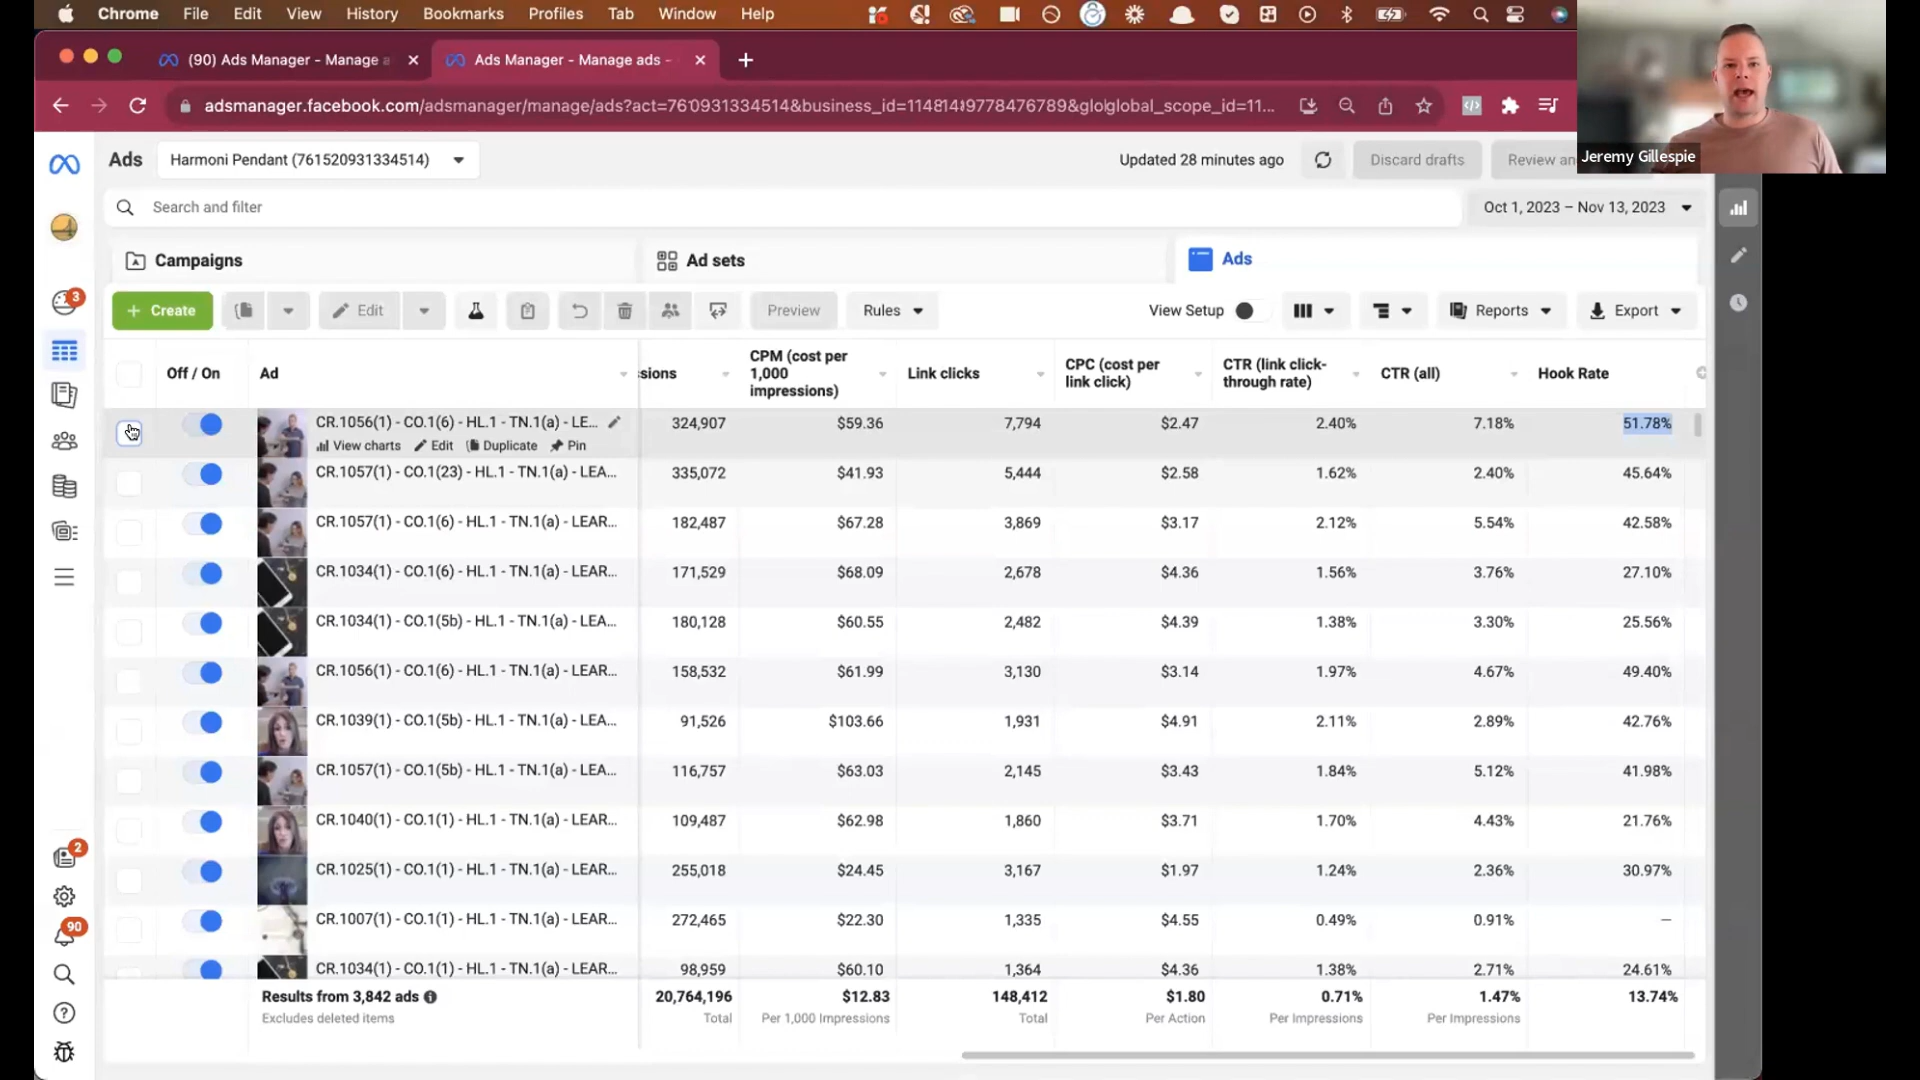 Chrome File Edit View History Bookmarks Profiles Tab Window Help
(90) Ads Manager - Manage a
Ads Manager - Manage ads -
adsmanager.facebook.com/adsmanager/manage/ads?act=760931334514&business_id=1148149778476789&gloglobal_scope_id=11...
Jeremy Gillespie
Ads
Harmoni Pendant (761520931334514)
Updated 28 minutes ago
Discard drafts
Review an
Search and filter
Oct 1, 2023 – Nov 13, 2023
Campaigns
Ad sets
Ads
3
+ Create
Edit
Preview
Rules
View Setup
Reports
Export
Off / On
Ad
sions
CPM (cost per 1,000 impressions)
Link clicks
CPC (cost per link click)
CTR (link click-through rate)
CTR (all)
Hook Rate
CR.1056(1) - CO.1(6) - HL.1 - TN.1(a) - LE... 324,907 $59.36 7,794 $2.47 2.40% 7.18% 51.78%
View charts Edit Duplicate Pin
CR.1057(1) - CO.1(23) - HL.1 - TN.1(a) - LEA... 335,072 $41.93 5,444 $2.58 1.62% 2.40% 45.64%
CR.1057(1) - CO.1(6) - HL.1 - TN.1(a) - LEAR... 182,487 $67.28 3,869 $3.17 2.12% 5.54% 42.58%
CR.1034(1) - CO.1(6) - HL.1 - TN.1(a) - LEAR... 171,529 $68.09 2,678 $4.36 1.56% 3.76% 27.10%
CR.1034(1) - CO.1(5b) - HL.1 - TN.1(a) - LEA... 180,128 $60.55 2,482 $4.39 1.38% 3.30% 25.56%
CR.1056(1) - CO.1(6) - HL.1 - TN.1(a) - LEAR... 158,532 $61.99 3,130 $3.14 1.97% 4.67% 49.40%
CR.1039(1) - CO.1(5b) - HL.1 - TN.1(a) - LEA... 91,526 $103.66 1,931 $4.91 2.11% 2.89% 42.76%
CR.1057(1) - CO.1(5b) - HL.1 - TN.1(a) - LEA... 116,757 $63.03 2,145 $3.43 1.84% 5.12% 41.98%
CR.1040(1) - CO.1(1) - HL.1 - TN.1(a) - LEAR... 109,487 $62.98 1,860 $3.71 1.70% 4.43% 21.76%
CR.1025(1) - CO.1(1) - HL.1 - TN.1(a) - LEAR... 255,018 $24.45 3,167 $1.97 1.24% 2.36% 30.97%
CR.1007(1) - CO.1(1) - HL.1 - TN.1(a) - LEAR... 272,465 $22.30 1,335 $4.55 0.49% 0.91% —
CR.1034(1) - CO.1(1) - HL.1 - TN.1(a) - LEAR... 98,959 $60.10 1,364 $4.36 1.38% 2.71% 24.61%
2
90
Results from 3,842 ads 20,764,196 $12.83 148,412 $1.80 0.71% 1.47% 13.74%
Excludes deleted items Total Per 1,000 Impressions Total Per Action Per Impressions Per Impressions